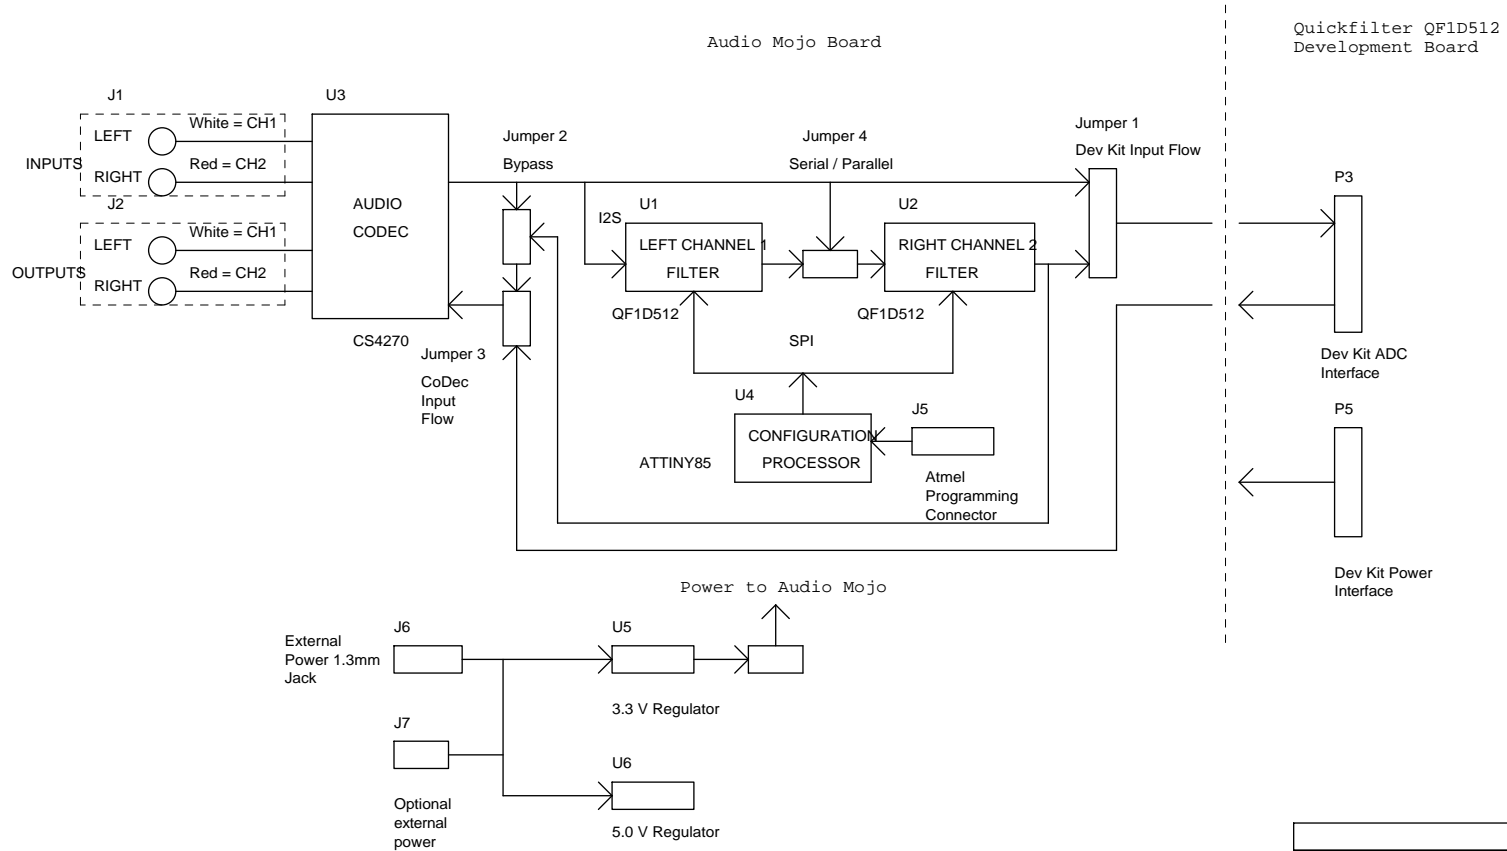 Audio Mojo Board
Quickfilter QF1D512
Development Board
J1
U3
LEFT
White = CH1
INPUTS
RIGHT
Red = CH2
J2
LEFT
White = CH1
OUTPUTS
RIGHT
Red = CH2
AUDIO
CODEC
CS4270
Jumper 2
Bypass
Jumper 4
Serial / Parallel
Jumper 1
Dev Kit Input Flow
P3
I2S
U1
LEFT CHANNEL 1
FILTER
QF1D512
U2
RIGHT CHANNEL 2
FILTER
QF1D512
SPI
Jumper 3
CoDec
Input
Flow
Dev Kit ADC
Interface
U4
CONFIGURATION
PROCESSOR
ATTINY85
J5
Atmel
Programming
Connector
P5
Dev Kit Power
Interface
Power to Audio Mojo
External
Power 1.3mm
Jack
J6
U5
3.3 V Regulator
J7
Optional
external
power
U6
5.0 V Regulator